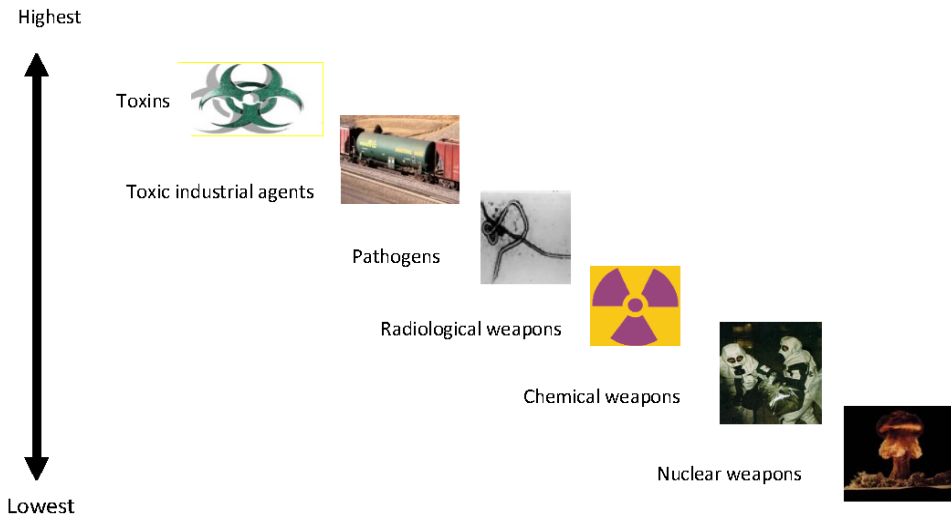 Highest
Toxins
Toxic industrial agents
Pathogens
Radiological weapons
Chemical weapons
Nuclear weapons
Lowest